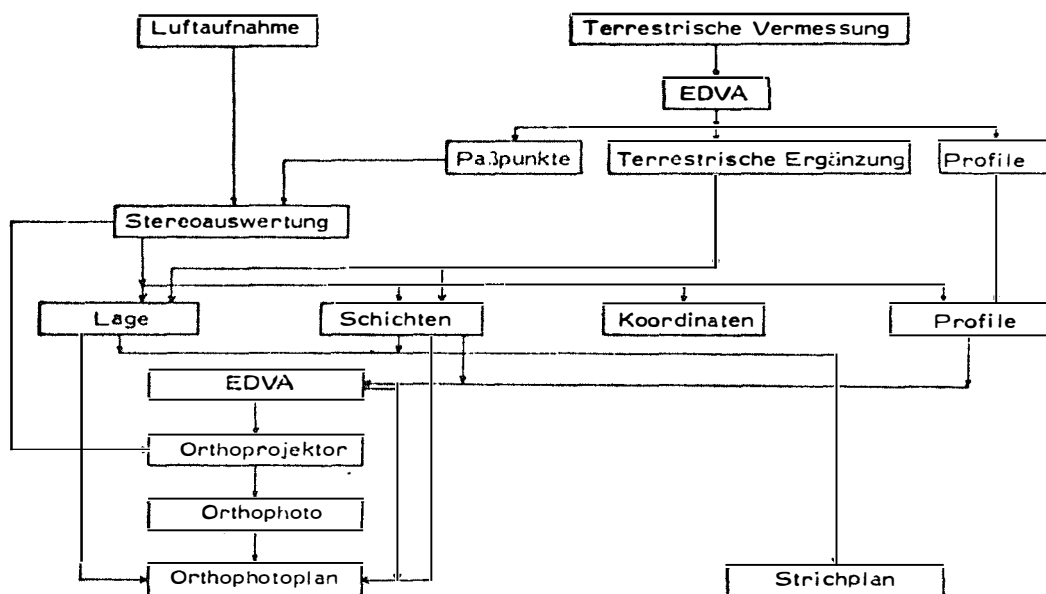 Luftaufnahme
Terrestrische Vermessung
EDVA
Paßpunkte
Terrestrische Ergänzung
Profile
Stereoauswertung
Lage
Schichten
Koordinaten
Profile
EDVA
Orthoprojektor
Orthophoto
Orthophotoplan
Strichplan